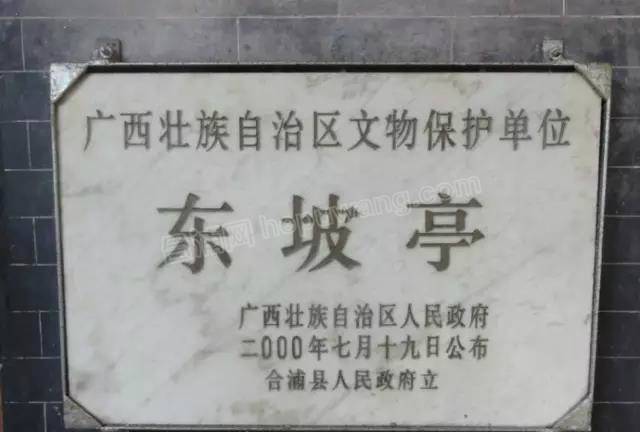 广西壮族自治区文物保护单位
东坡亭
广西壮族自治区人民政府
二000年七月十九日公布
合浦县人民政府立